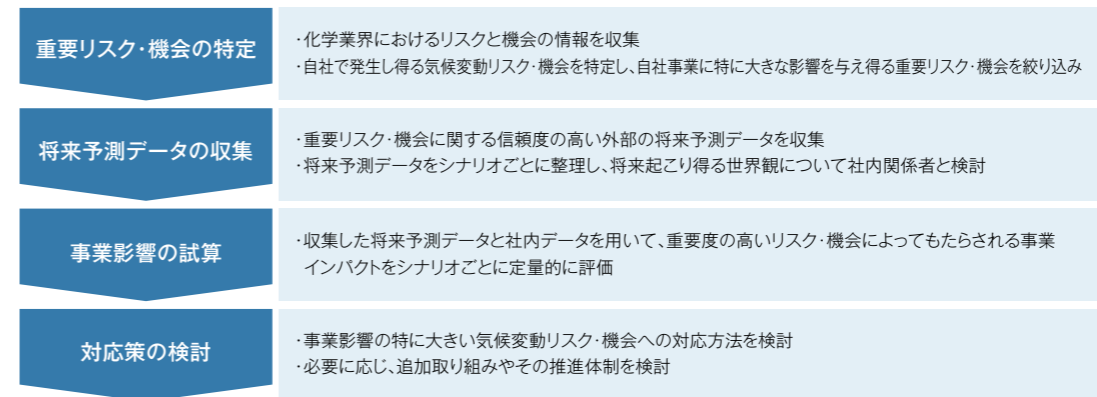 重要リスク・機会の特定
・化学業界におけるリスクと機会の情報を収集
・自社で発生し得る気候変動リスク・機会を特定し、自社事業に特に大きな影響を与え得る重要リスク・機会を絞り込み
将来予測データの収集
・重要リスク・機会に関する信頼度の高い外部の将来予測データを収集
・将来予測データをシナリオごとに整理し、将来起こり得る世界観について社内関係者と検討
事業影響の試算
・収集した将来予測データと社内データを用いて、重要度の高いリスク・機会によってもたらされる事業
インパクトをシナリオごとに定量的に評価
対応策の検討
・事業影響の特に大きい気候変動リスク・機会への対応方法を検討
・必要に応じ、追加取り組みやその推進体制を検討